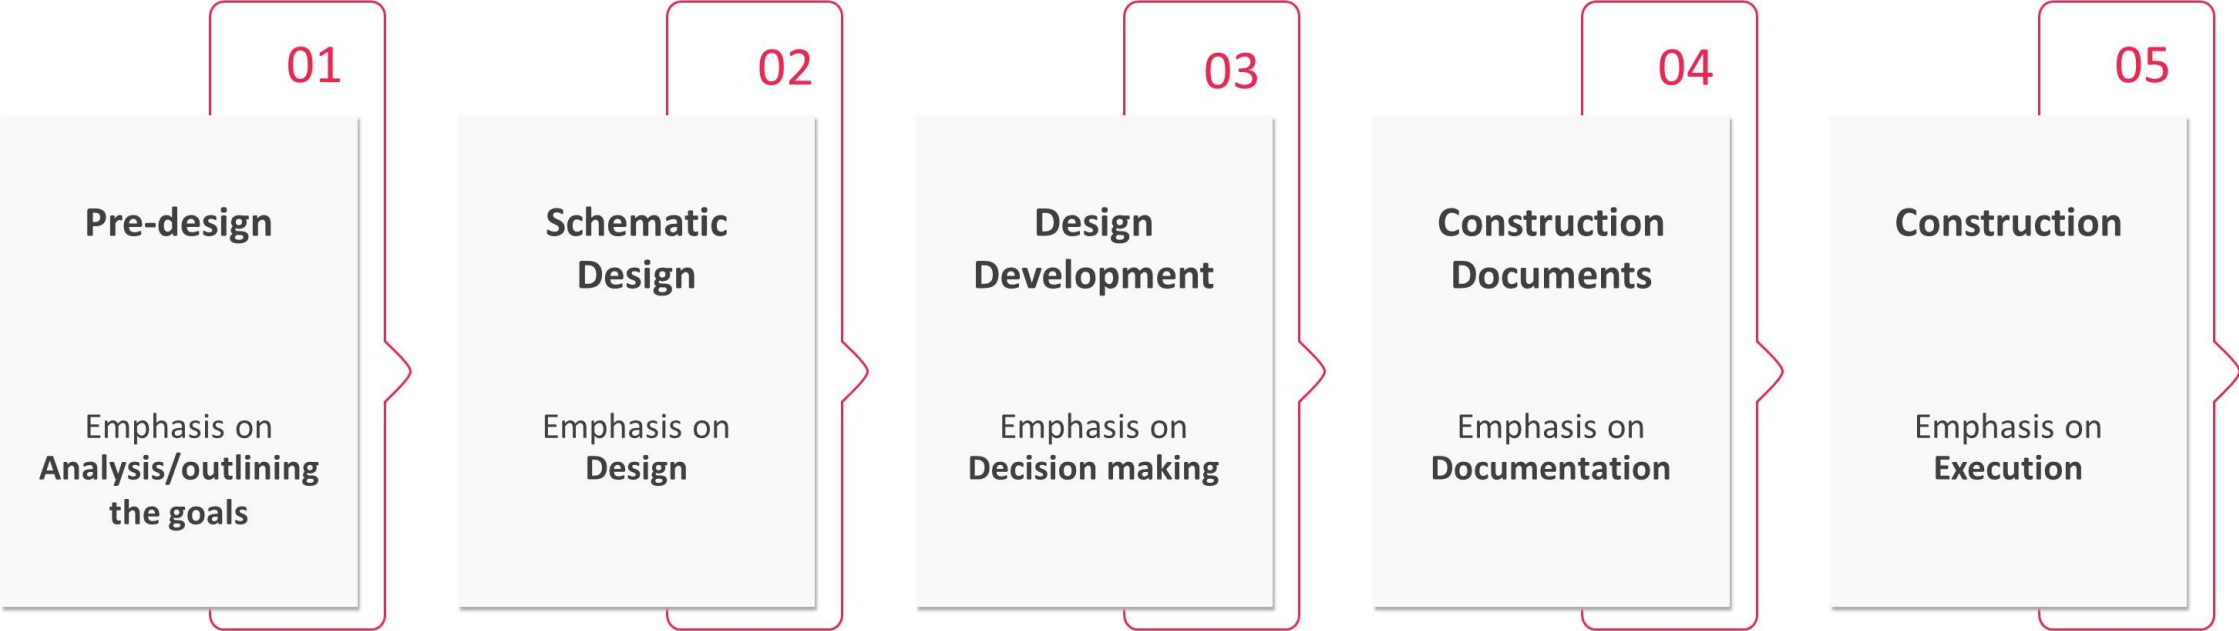 01
Pre-design
Emphasis on
Analysis/outlining
the goals
02
Schematic
Design
Emphasis on
Design
03
Design
Development
Emphasis on
Decision making
04
Construction
Documents
Emphasis on
Documentation
05
Construction
Emphasis on
Execution